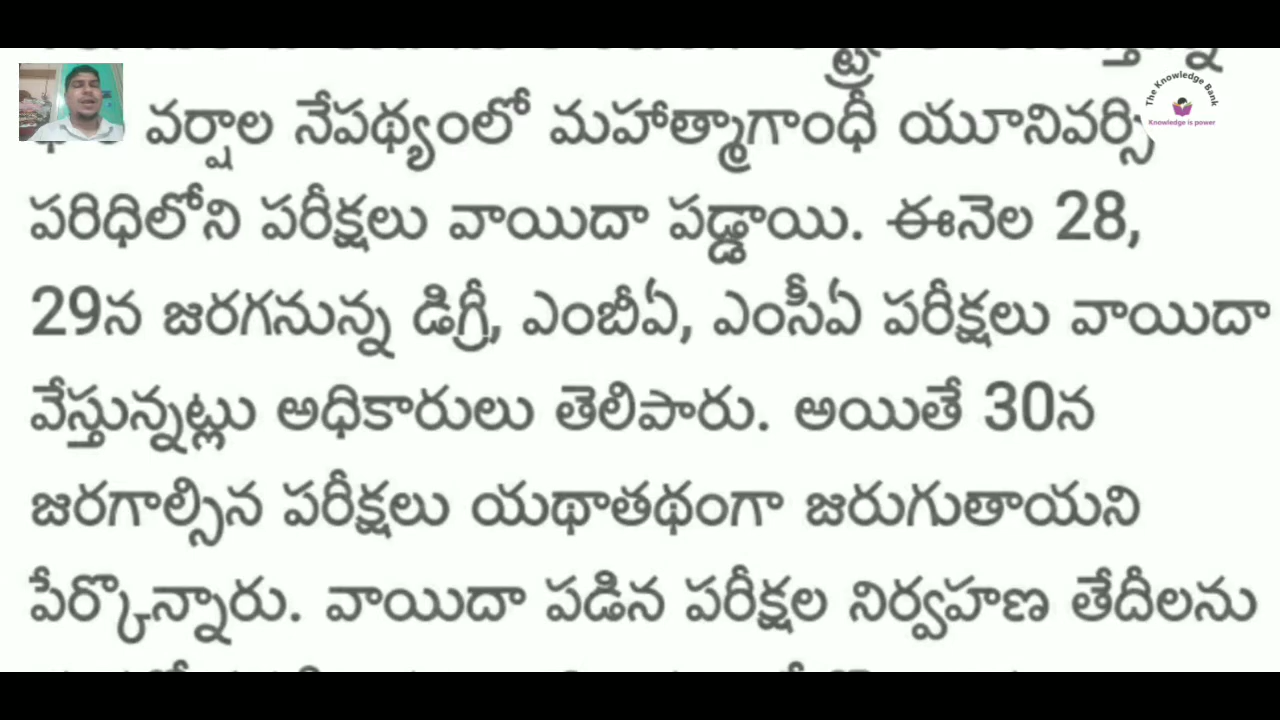 వర్షాల నేపథ్యంలో మహాత్మాగాంధీ యూనివర్సి
పరిధిలోని పరీక్షలు వాయిదా పడ్డాయి. ఈనెల 28,
29న జరగనున్న డిగ్రీ, ఎంబీఏ, ఎంసీఏ పరీక్షలు వాయిదా
వేస్తున్నట్లు అధికారులు తెలిపారు. అయితే 30న
జరగాల్సిన పరీక్షలు యథాతథంగా జరుగుతాయని
పేర్కొన్నారు. వాయిదా పడిన పరీక్షల నిర్వహణ తేదీలను
The Knowledge Bank
Knowledge is power